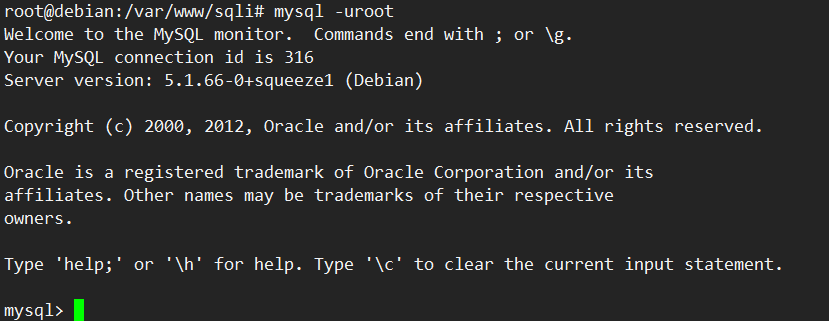 root@debian:/var/www/sqli# mysql -uroot
Welcome to the MySQL monitor.  Commands end with ; or \g.
Your MySQL connection id is 316
Server version: 5.1.66-0+squeeze1 (Debian)
Copyright (c) 2000, 2012, Oracle and/or its affiliates. All rights reserved.
Oracle is a registered trademark of Oracle Corporation and/or its
affiliates. Other names may be trademarks of their respective
owners.
Type 'help;' or '\h' for help. Type '\c' to clear the current input statement.
mysql>